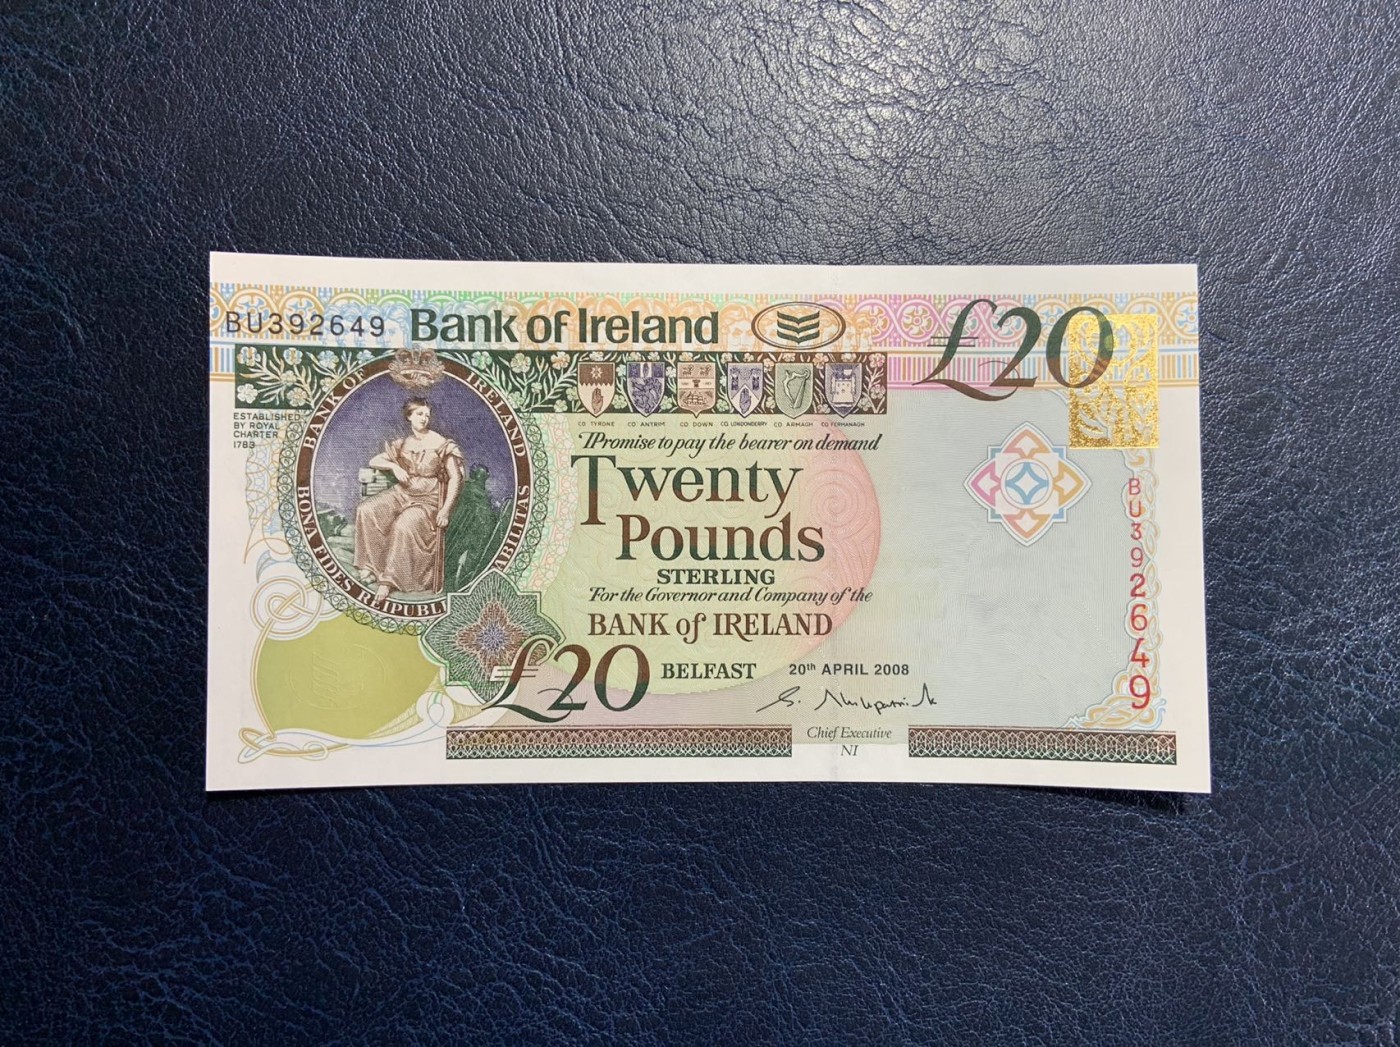 BU392649 Bank of Ireland £20
BANK OF IRELAND
BONA FIDES REIPUBLI ABILITAS
ESTABLISHED
BY ROYAL
CHARTER
1783
CO TYRONE CO ANTRIM CO DOWN CO LONDONDERRY CO ARMAGH CO FERMANAGH
I Promise to pay the bearer on demand
Twenty
Pounds
STERLING
For the Governor and Company of the
BANK of IRELAND
£20 BELFAST 20th APRIL 2008
Chief Executive
NI
BU392649